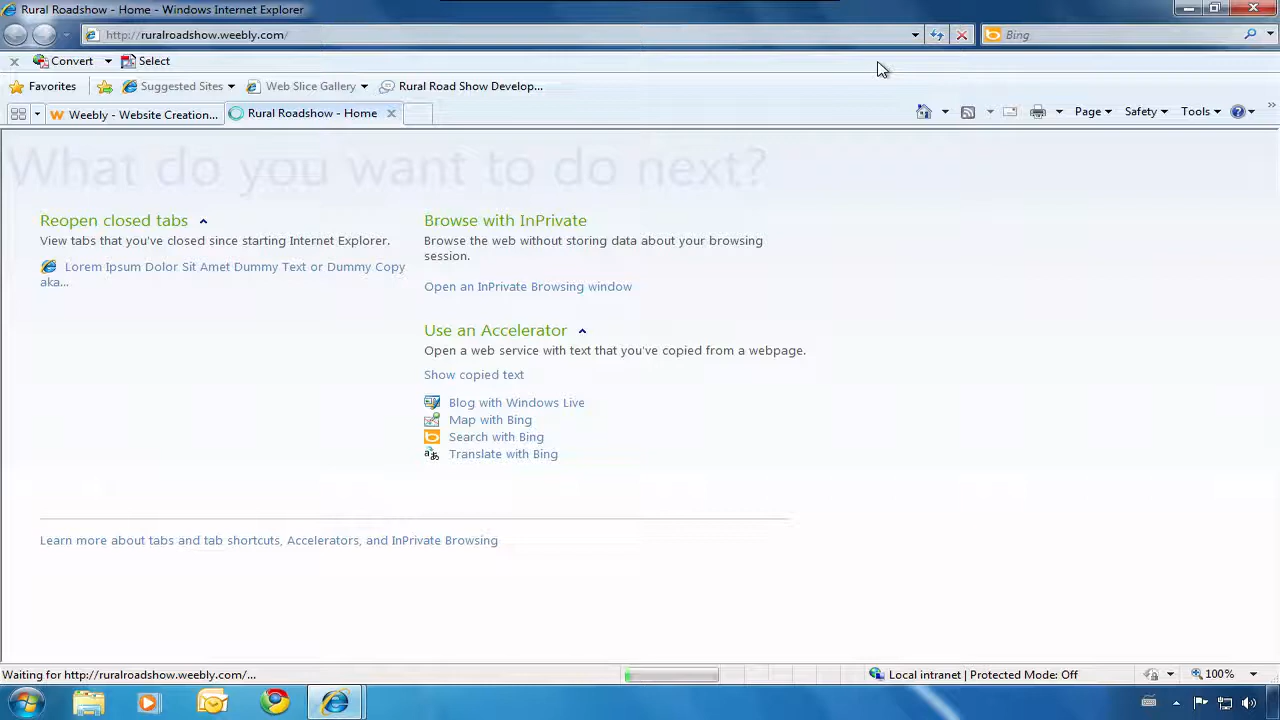 Rural Roadshow - Home - Windows Internet Explorer
http://ruralroadshow.weebly.com/
Bing
Convert
Select
Favorites
Suggested Sites
Web Slice Gallery
Rural Road Show Develop...
Weebly - Website Creation...
Rural Roadshow - Home
Page
Safety
Tools
What do you want to do next?
Reopen closed tabs
View tabs that you've closed since starting Internet Explorer.
Lorem Ipsum Dolor Sit Amet Dummy Text or Dummy Copy
aka...
Browse with InPrivate
Browse the web without storing data about your browsing
session.
Open an InPrivate Browsing window
Use an Accelerator
Open a web service with text that you've copied from a webpage.
Show copied text
Blog with Windows Live
Map with Bing
Search with Bing
Translate with Bing
Learn more about tabs and tab shortcuts, Accelerators, and InPrivate Browsing
Waiting for http://ruralroadshow.weebly.com/...
Local intranet | Protected Mode: Off
100%